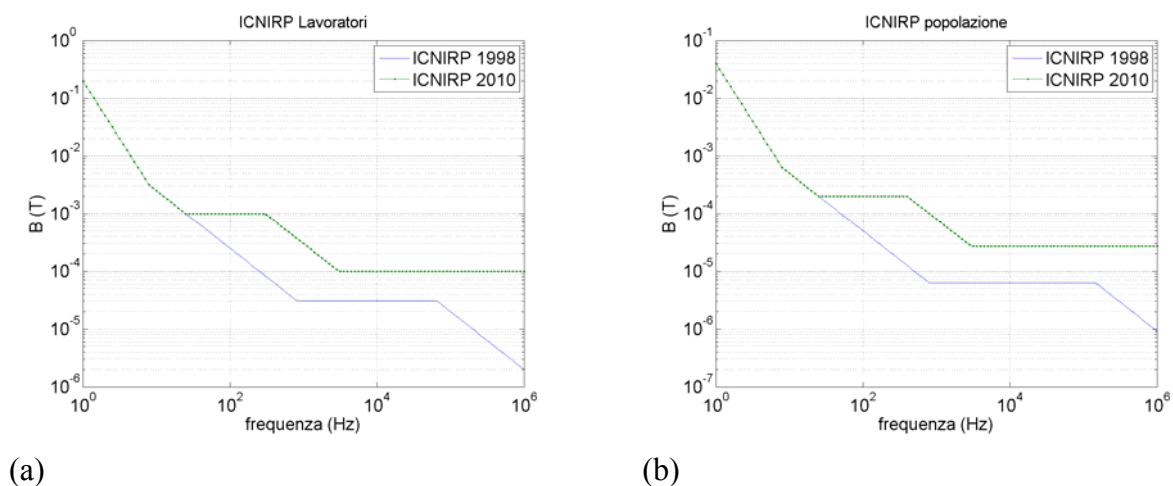 ICNIRP Lavoratori
10^0
10^-1
10^-2
10^-3
10^-4
10^-5
10^-6
B (T)
ICNIRP 1998
ICNIRP 2010
10^0
10^2
10^4
10^6
frequenza (Hz)
(a)
ICNIRP popolazione
10^-1
10^-2
10^-3
10^-4
10^-5
10^-6
10^-7
B (T)
ICNIRP 1998
ICNIRP 2010
10^0
10^2
10^4
10^6
frequenza (Hz)
(b)